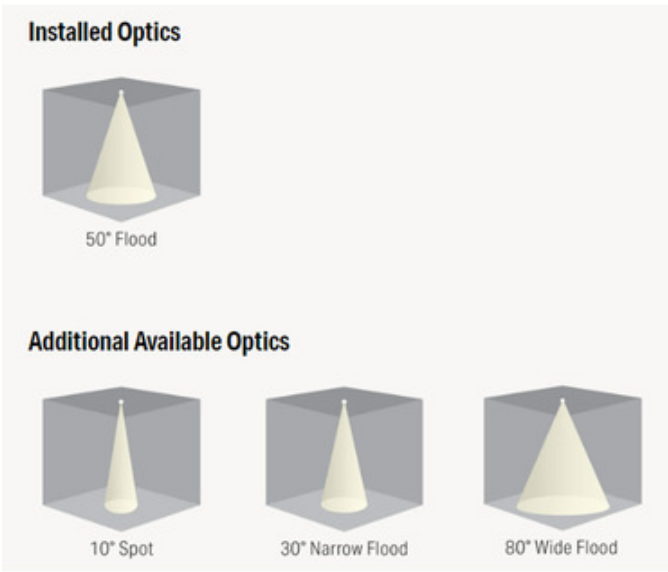 Installed Optics
50° Flood
Additional Available Optics
10° Spot
30° Narrow Flood
80° Wide Flood